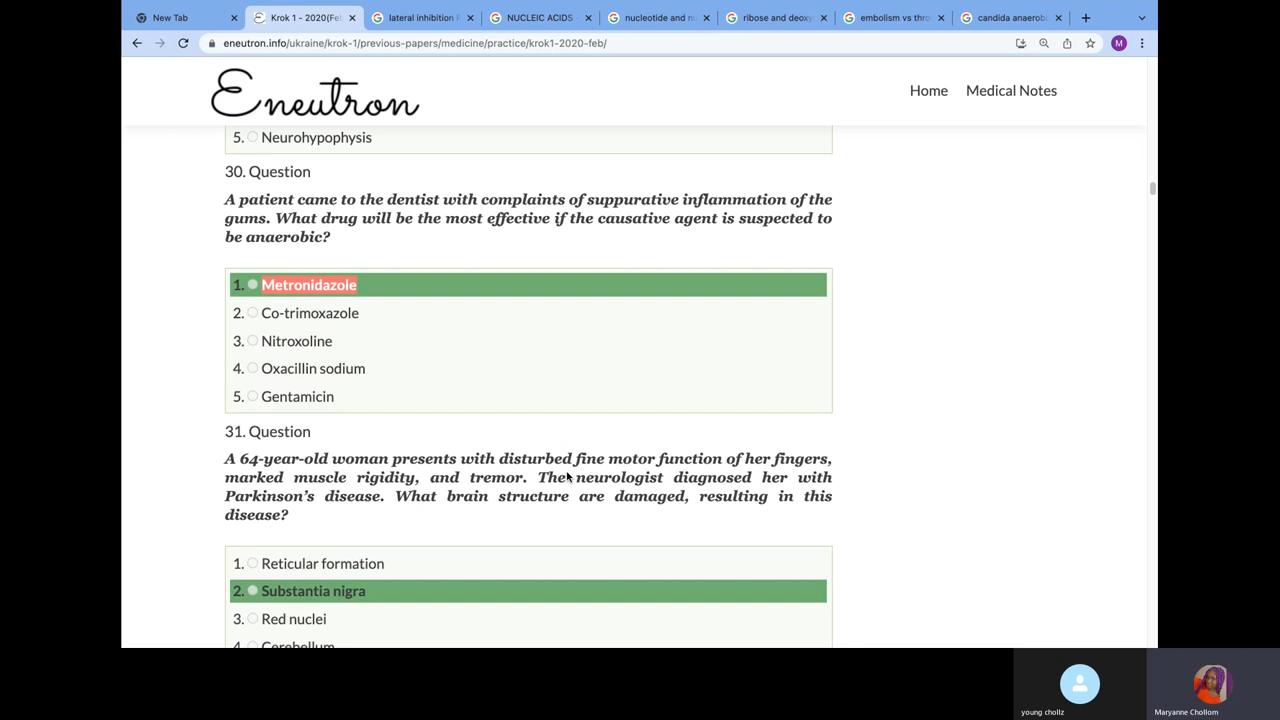 New Tab
Krok 1 - 2020(Fe
lateral inhibition
NUCLEIC ACIDS
nucleotide and nu
ribose and deoxy
embolism vs thro
candida anaerobi
eneutron.info/ukraine/krok-1/previous-papers/medicine/practice/krok1-2020-feb/
M
Eneutron
Home
Medical Notes
5. Neurohypophysis
30. Question
A patient came to the dentist with complaints of suppurative inflammation of the
gums. What drug will be the most effective if the causative agent is suspected to
be anaerobic?
1. Metronidazole
2. Co-trimoxazole
3. Nitroxoline
4. Oxacillin sodium
5. Gentamicin
31. Question
A 64-year-old woman presents with disturbed fine motor function of her fingers,
marked muscle rigidity, and tremor. The neurologist diagnosed her with
Parkinson's disease. What brain structure are damaged, resulting in this
disease?
1. Reticular formation
2. Substantia nigra
3. Red nuclei
4. Cerebellum
young chollz
Maryanne Chollom